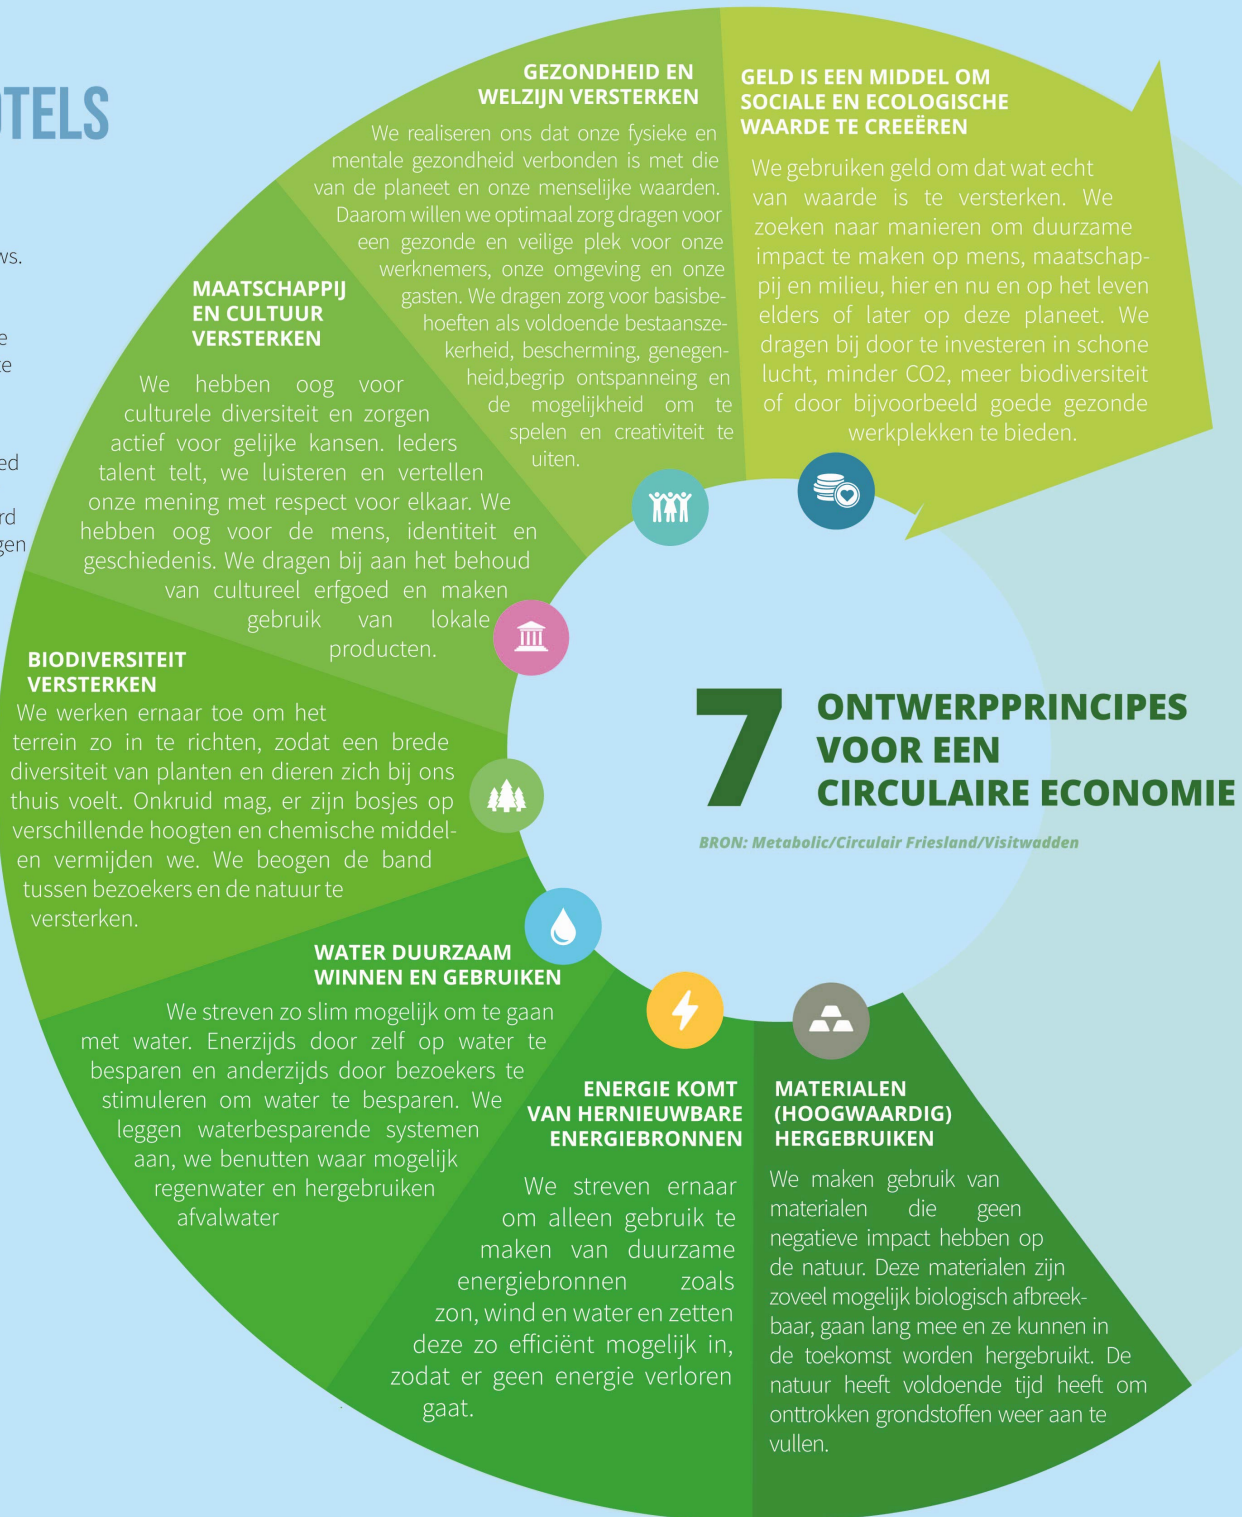 GEZONDHEID EN
WELZIJN VERSTERKEN
We realiseren ons dat onze fysieke en
mentale gezondheid verbonden is met die
van de planeet en onze menselijke waarden.
Daarom willen we optimaal zorg dragen voor
een gezonde en veilige plek voor onze
werknemers, onze omgeving en onze
gasten. We dragen zorg voor basisbe-
hoeften als voldoende bestaansze-
kerheid, bescherming, genegen-
heid,begrip ontspanneing en
de mogelijkheid om te
spelen en creativiteit te
uiten.
GELD IS EEN MIDDEL OM
SOCIALE EN ECOLOGISCHE
WAARDE TE CREEËREN
We gebruiken geld om dat wat echt
van waarde is te versterken. We
zoeken naar manieren om duurzame
impact te maken op mens, maatschap-
pij en milieu, hier en nu en op het leven
elders of later op deze planeet. We
dragen bij door te investeren in schone
lucht, minder CO2, meer biodiversiteit
of door bijvoorbeeld goede gezonde
werkplekken te bieden.
MAATSCHAPPIJ
EN CULTUUR
VERSTERKEN
We hebben oog voor
culturele diversiteit en zorgen
actief voor gelijke kansen. Ieders
talent telt, we luisteren en vertellen
onze mening met respect voor elkaar. We
hebben oog voor de mens, identiteit en
geschiedenis. We dragen bij aan het behoud
van cultureel erfgoed en maken
gebruik van lokale
producten.
BIODIVERSITEIT
VERSTERKEN
We werken ernaar toe om het
terrein zo in te richten, zodat een brede
diversiteit van planten en dieren zich bij ons
thuis voelt. Onkruid mag, er zijn bosjes op
verschillende hoogten en chemische middel-
en vermijden we. We beogen de band
tussen bezoekers en de natuur te
versterken.
7 ONTWERPPRINCIPES
VOOR EEN
CIRCULAIRE ECONOMIE
BRON: Metabolic/Circulair Friesland/Visitwadden
WATER DUURZAAM
WINNEN EN GEBRUIKEN
We streven zo slim mogelijk om te gaan
met water. Enerzijds door zelf op water te
besparen en anderzijds door bezoekers te
stimuleren om water te besparen. We
leggen waterbesparende systemen
aan, we benutten waar mogelijk
regenwater en hergebruiken
afvalwater
ENERGIE KOMT
VAN HERNIEUWBARE
ENERGIEBRONNEN
We streven ernaar
om alleen gebruik te
maken van duurzame
energiebronnen zoals
zon, wind en water en zetten
deze zo efficiënt mogelijk in,
zodat er geen energie verloren
gaat.
MATERIALEN
(HOOGWAARDIG)
HERGEBRUIKEN
We maken gebruik van
materialen die geen
negatieve impact hebben op
de natuur. Deze materialen zijn
zoveel mogelijk biologisch afbreek-
baar, gaan lang mee en ze kunnen in
de toekomst worden hergebruikt. De
natuur heeft voldoende tijd heeft om
onttrokken grondstoffen weer aan te
vullen.